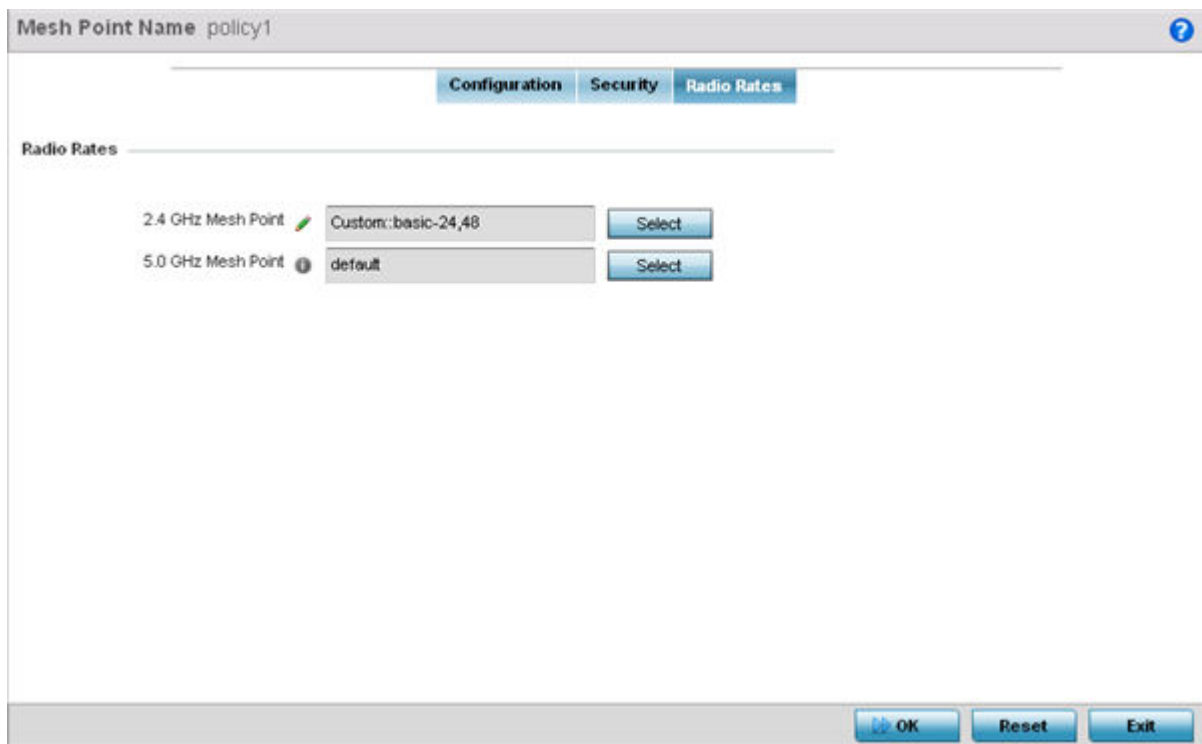 Mesh Point Name policy1
?
Configuration Security Radio Rates
Radio Rates
2.4 GHz Mesh Point Custom::basic-24,48 Select
5.0 GHz Mesh Point i default Select
OK Reset Exit